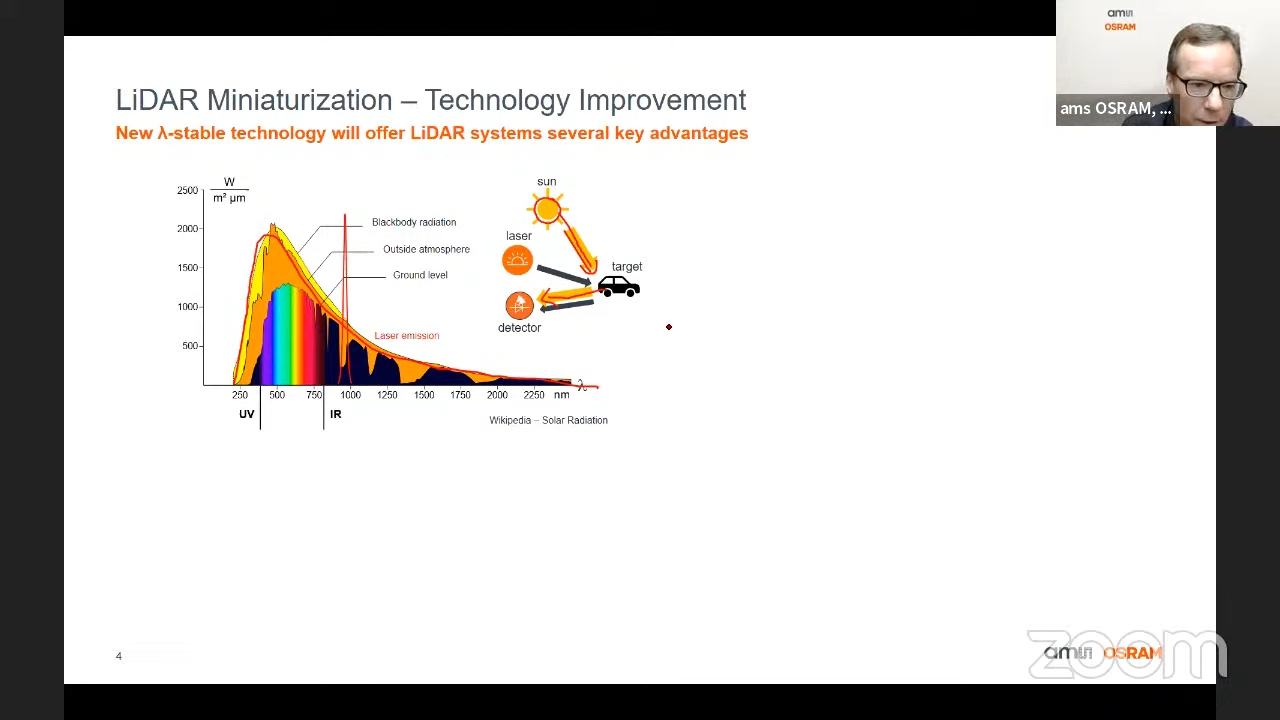 am OSRAM
ams OSRAM, ...
LiDAR Miniaturization – Technology Improvement
New λ-stable technology will offer LiDAR systems several key advantages
W
m² μm
2500
2000
1500
1000
500
Blackbody radiation
Outside atmosphere
Ground level
Laser emission
250 500 750 1000 1250 1500 1750 2000 2250 nm λ
UV IR
sun
laser
target
detector
Wikipedia – Solar Radiation
4
zoom
am OSRAM